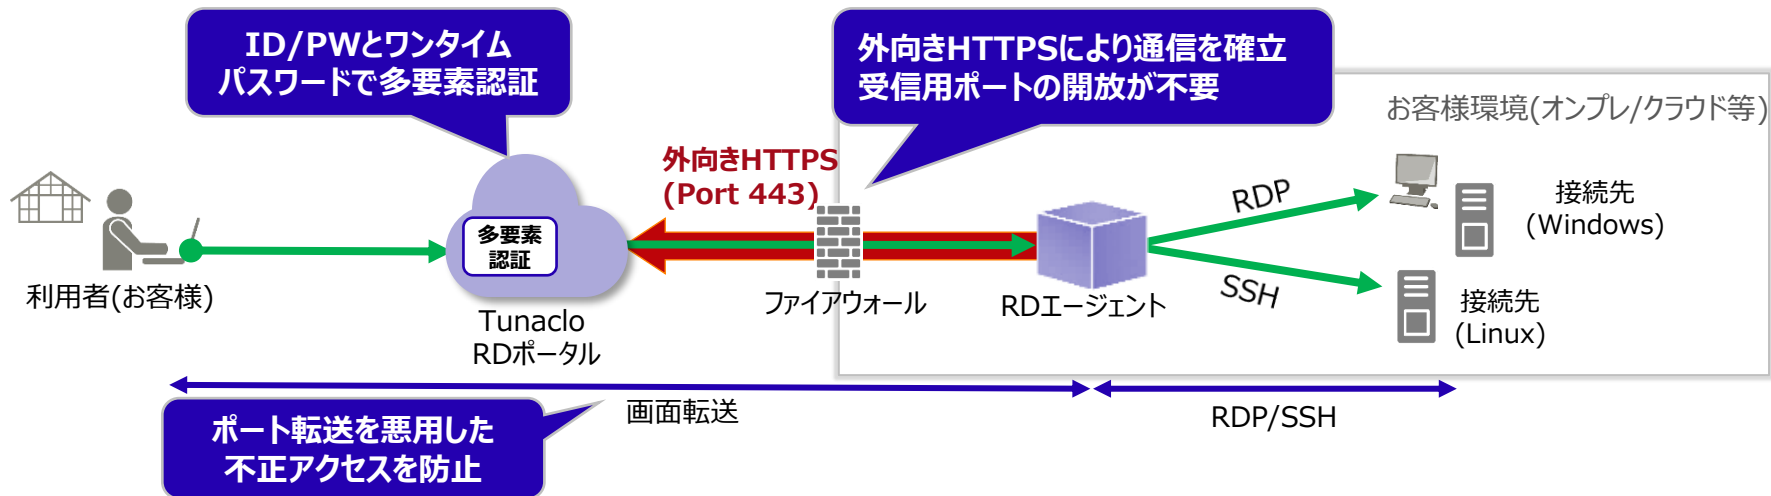 ID/PWとワンタイム
パスワードで多要素認証
外向きHTTPSにより通信を確立
受信用ポートの開放が不要
お客様環境(オンプレ/クラウド等)
外向きHTTPS
(Port 443)
RDP
接続先
(Windows)
多要素
認証
SSH
利用者(お客様)
ファイアウォール
RDエージェント
接続先
(Linux)
Tunaclo
RDポータル
画面転送
RDP/SSH
ポート転送を悪用した
不正アクセスを防止